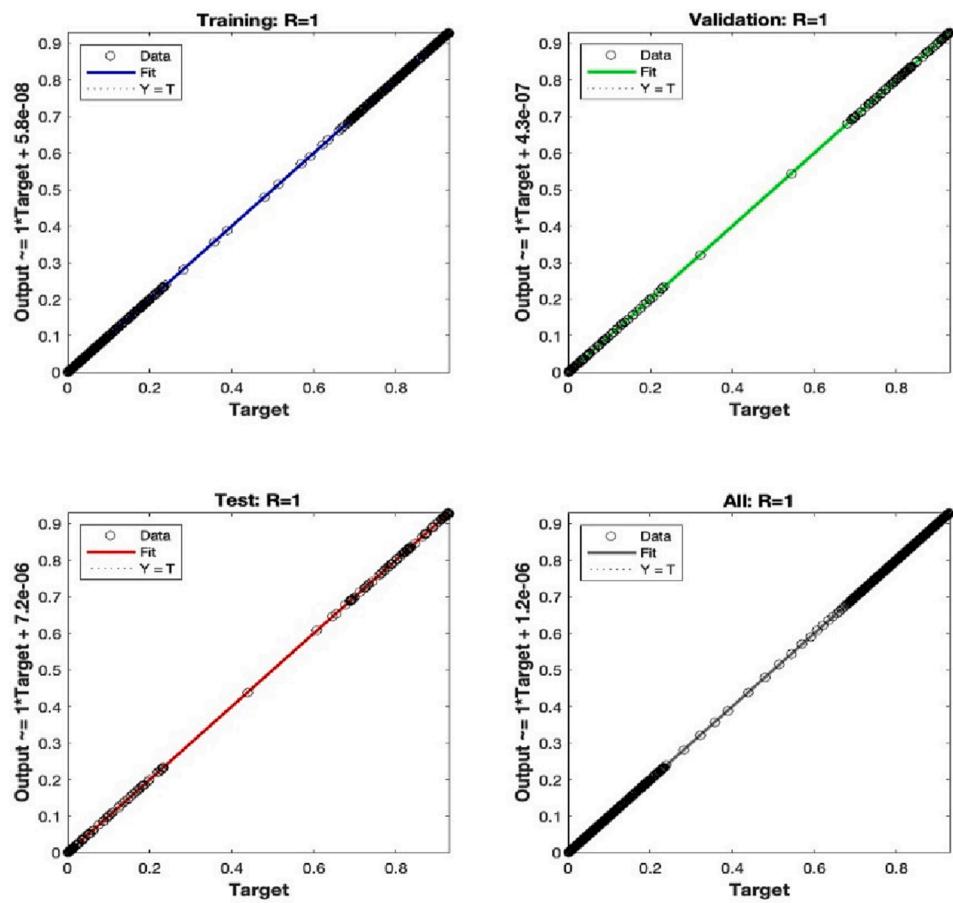 Training: R=1
Output ~= 1*Target + 5.8e-08
0.9
0.8
0.7
0.6
0.5
0.4
0.3
0.2
0.1
0
Data
Fit
Y = T
0 0.2 0.4 0.6 0.8
Target
Validation: R=1
Output ~= 1*Target + 4.3e-07
0.9
0.8
0.7
0.6
0.5
0.4
0.3
0.2
0.1
0
Data
Fit
Y = T
0 0.2 0.4 0.6 0.8
Target
Test: R=1
Output ~= 1*Target + 7.2e-06
0.9
0.8
0.7
0.6
0.5
0.4
0.3
0.2
0.1
0
Data
Fit
Y = T
0 0.2 0.4 0.6 0.8
Target
All: R=1
Output ~= 1*Target + 1.2e-06
0.9
0.8
0.7
0.6
0.5
0.4
0.3
0.2
0.1
0
Data
Fit
Y = T
0 0.2 0.4 0.6 0.8
Target